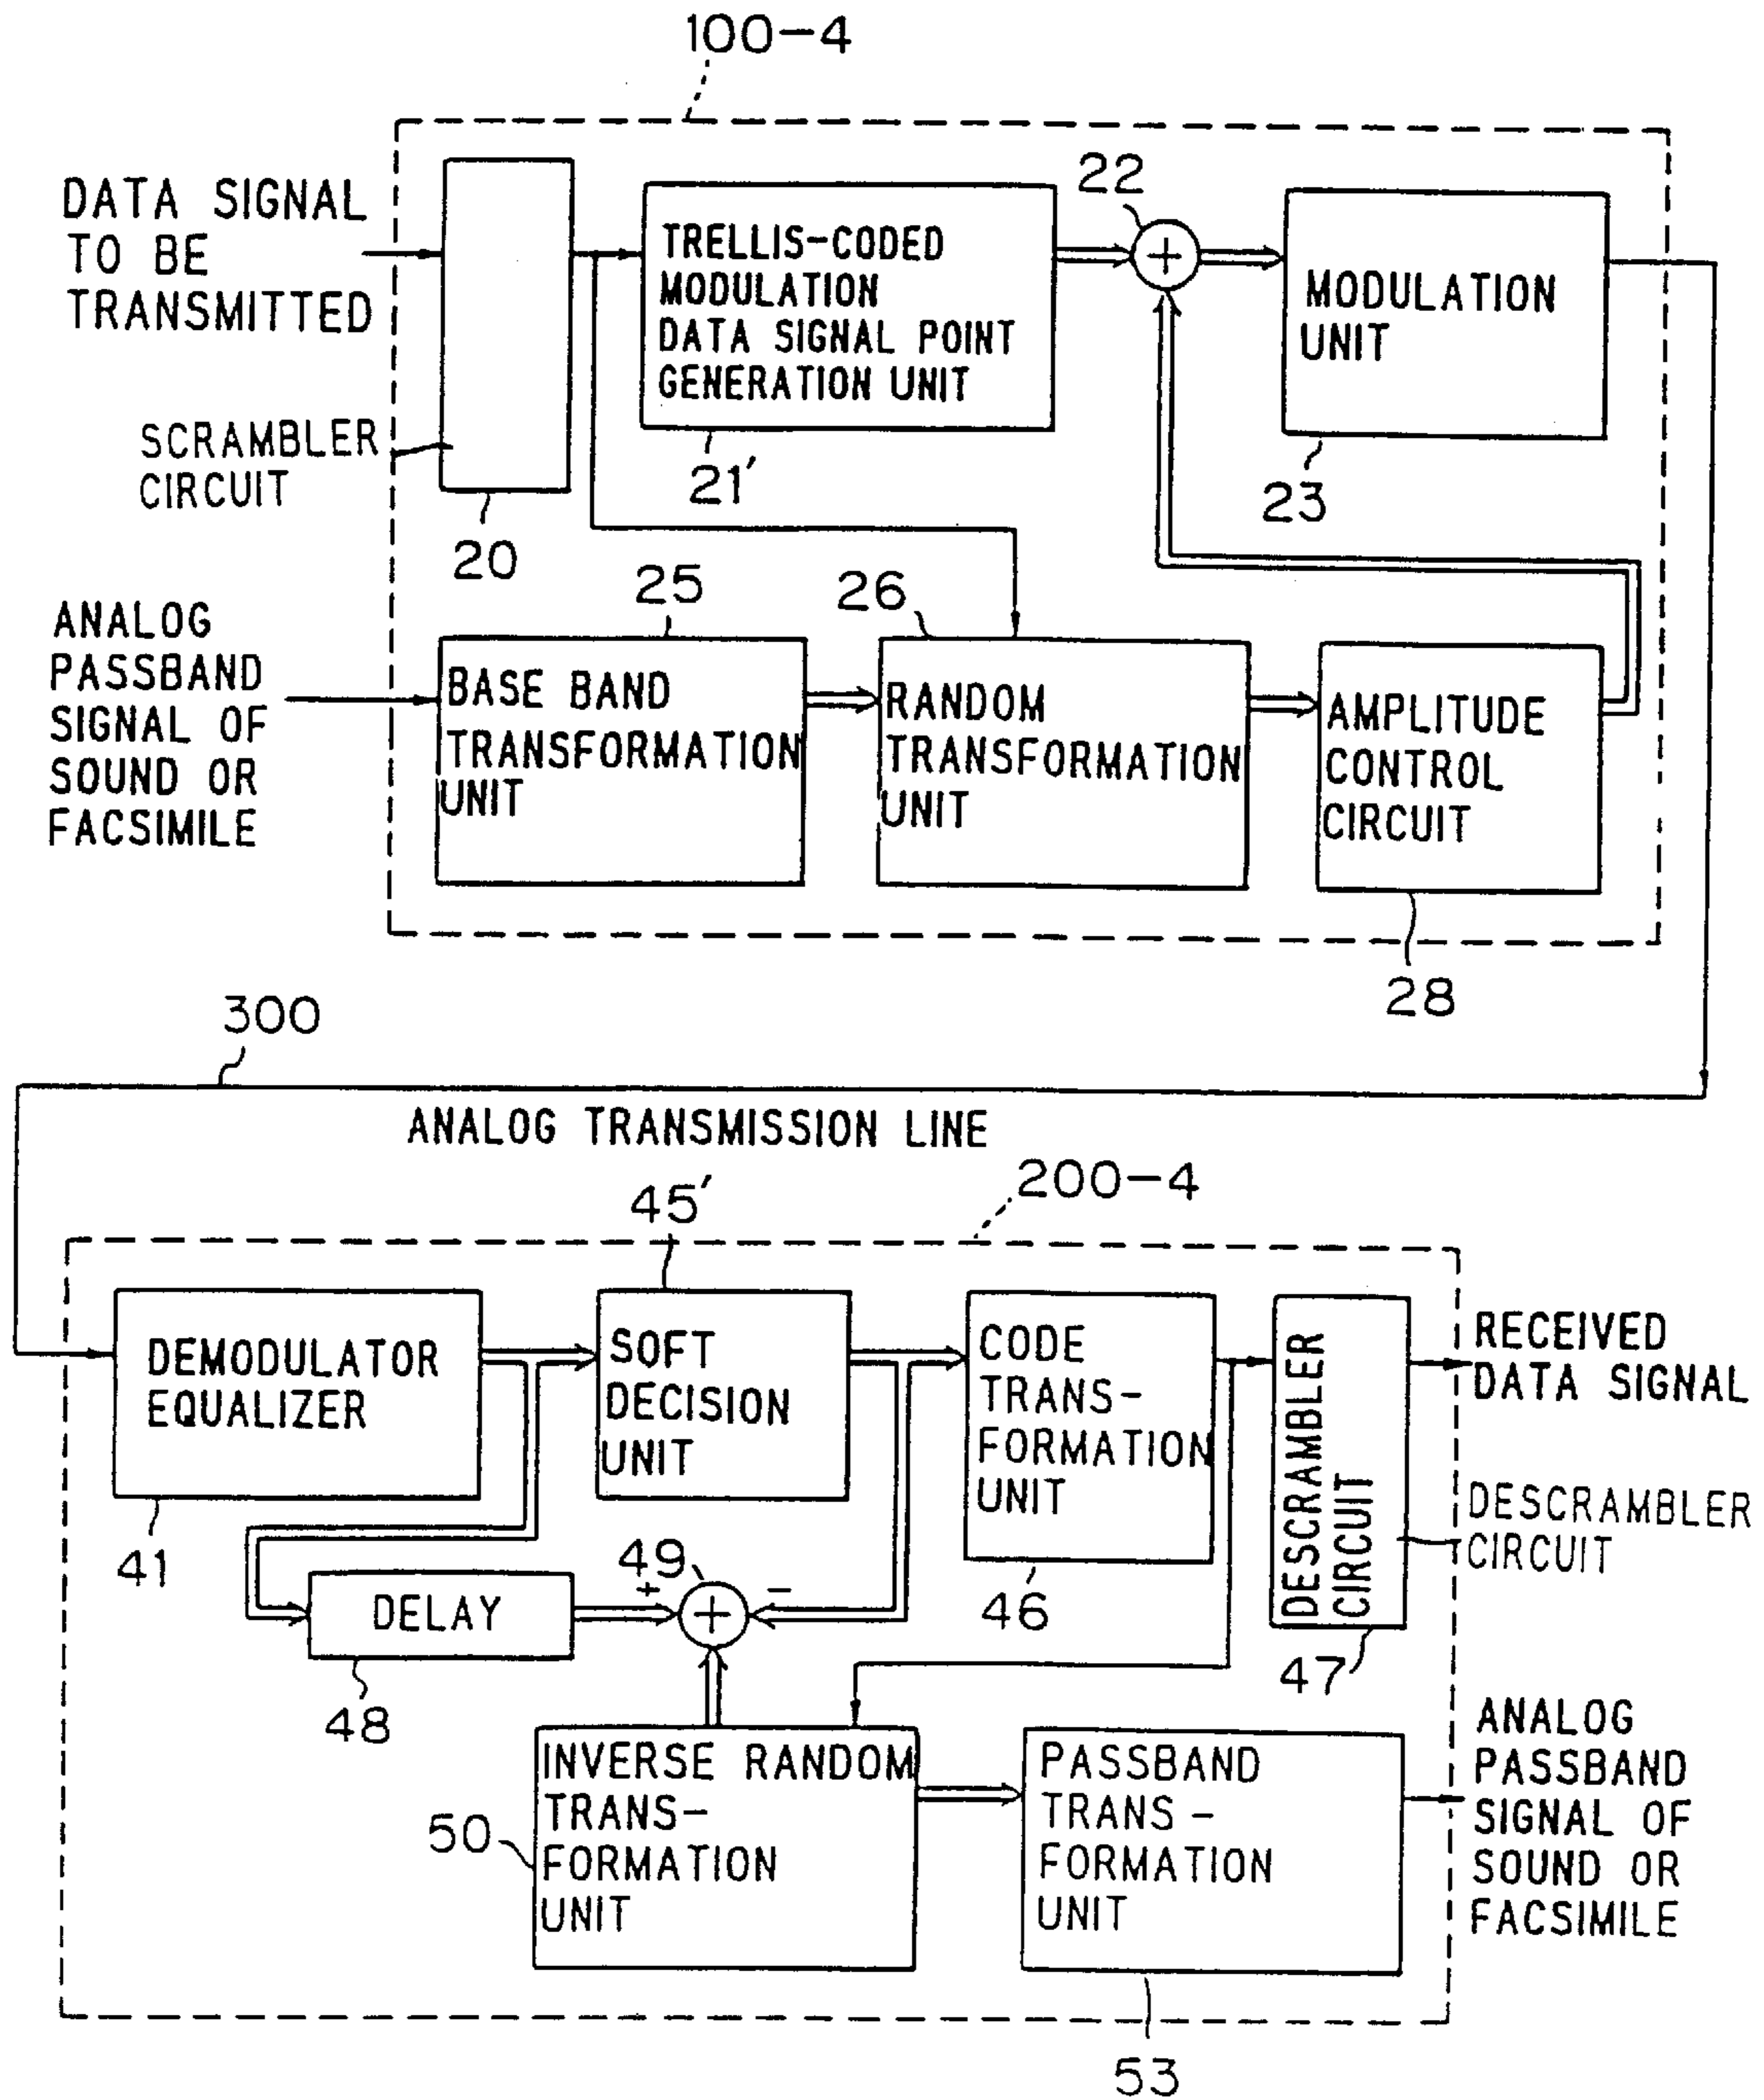 100-4
DATA SIGNAL
TO BE
TRANSMITTED
SCRAMBLER
CIRCUIT
20
TRELLIS-CODED
MODULATION
DATA SIGNAL POINT
GENERATION UNIT
21'
22
+
MODULATION
UNIT
23
ANALOG
PASSBAND
SIGNAL OF
SOUND OR
FACSIMILE
25
BASE BAND
TRANSFORMATION
UNIT
26
RANDOM
TRANSFORMATION
UNIT
AMPLITUDE
CONTROL
CIRCUIT
28
300
ANALOG TRANSMISSION LINE
200-4
DEMODULATOR
EQUALIZER
41
45'
SOFT
DECISION
UNIT
CODE
TRANS-
FORMATION
UNIT
46
DESCRAMBLER
CIRCUIT
47
RECEIVED
DATA SIGNAL
DESCRAMBLER
CIRCUIT
DELAY
48
49
+
+
-
50
INVERSE RANDOM
TRANS-
FORMATION
UNIT
PASSBAND
TRANS-
FORMATION
UNIT
53
ANALOG
PASSBAND
SIGNAL OF
SOUND OR
FACSIMILE